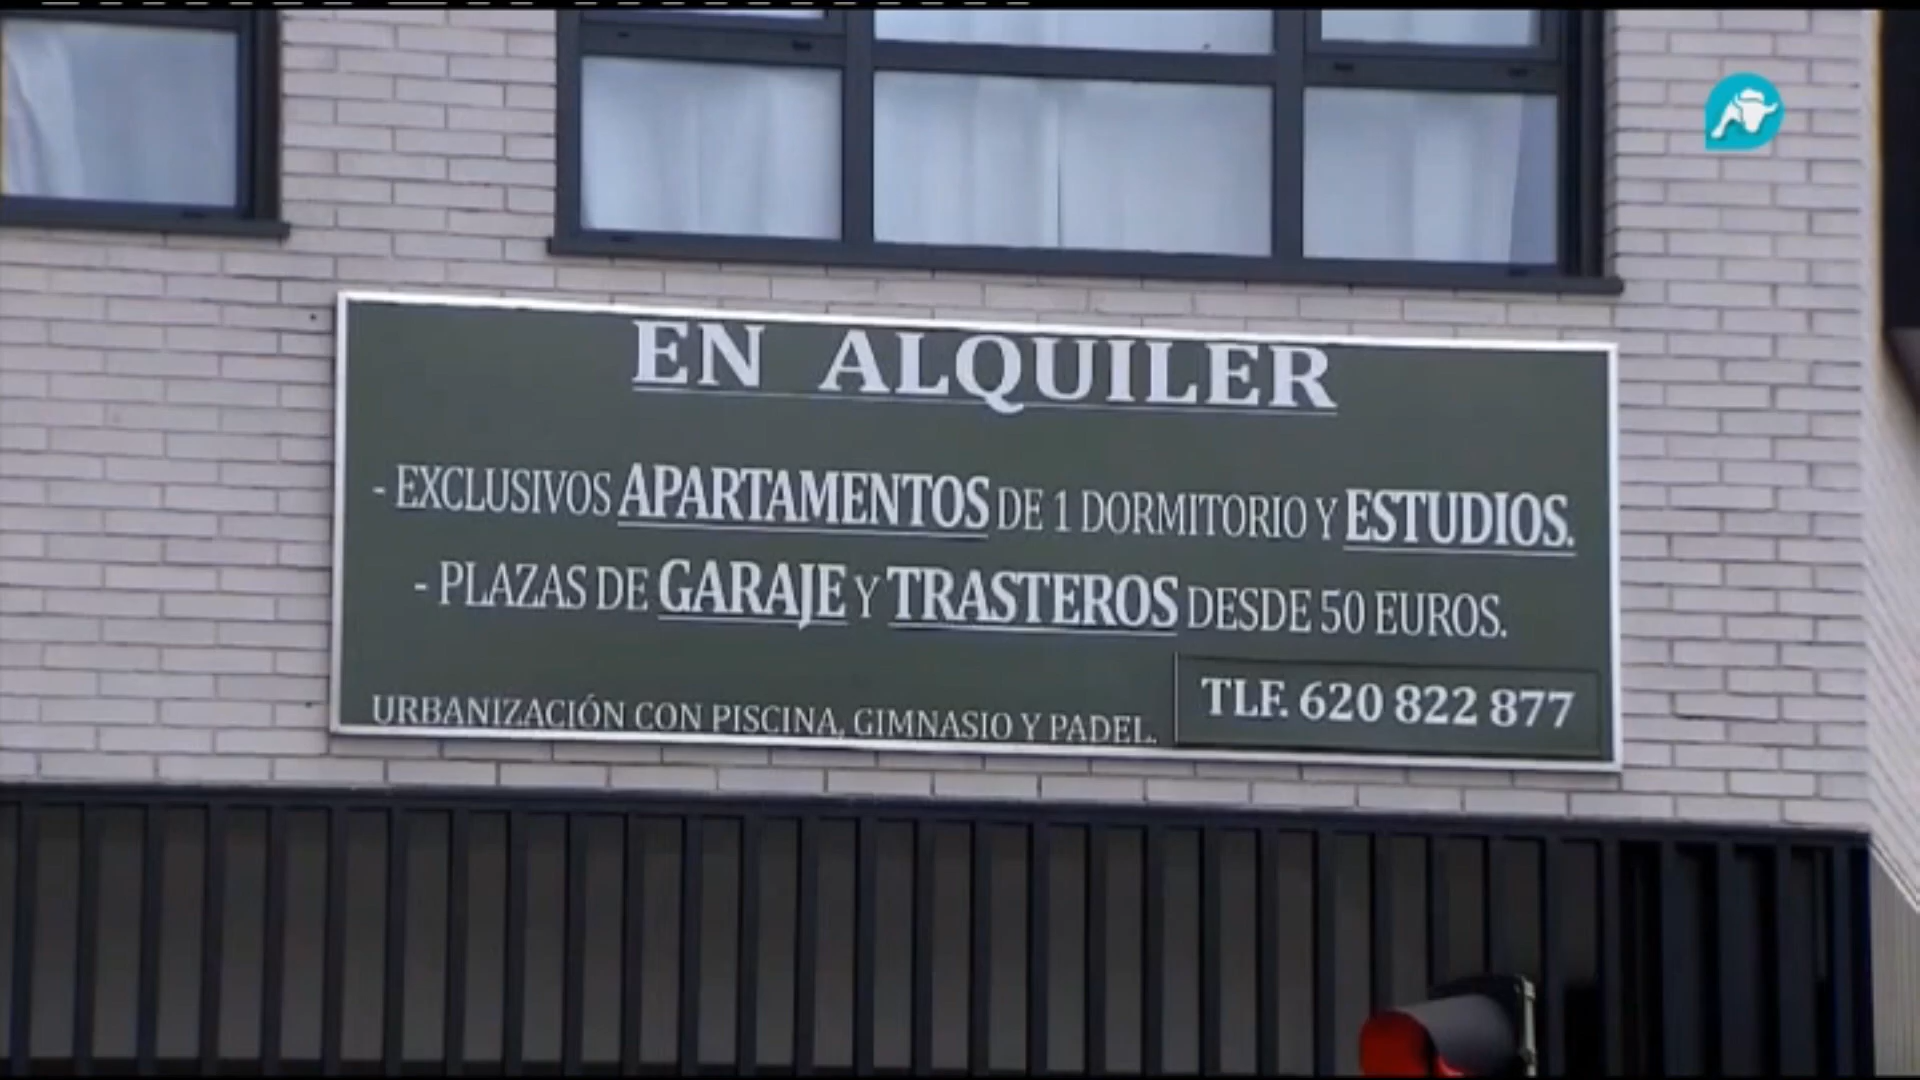 EN ALQUILER
- EXCLUSIVOS APARTAMENTOS DE 1 DORMITORIO Y ESTUDIOS.
- PLAZAS DE GARAJE Y TRASTEROS DESDE 50 EUROS.
URBANIZACIÓN CON PISCINA, GIMNASIO Y PADEL.
TLF. 620 822 877